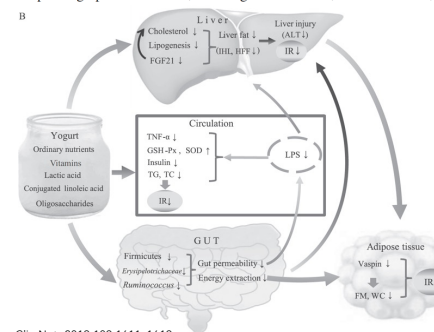 B
Liver
Cholesterol ↓
Lipogenesis ↓
FGF21 ↓
Liver fat ↓
(IHL, HFF↓)
Liver injury
(ALT↓)
IR↓
Yogurt
Ordinary nutrients
Vitamins
Lactic acid
Conjugated linoleic acid
Oligosaccharides
Circulation
TNF-α ↓
GSH-Px , SOD ↑
Insulin ↓
TG, TC ↓
IR↓
LPS ↓
GUT
Firmicutes ↓
Erysipelotrichaceae ↓
Ruminococcus ↓
Gut permeability ↓
Energy extraction ↓
Adipose tissue
Vaspin ↓
FM, WC ↓
IR